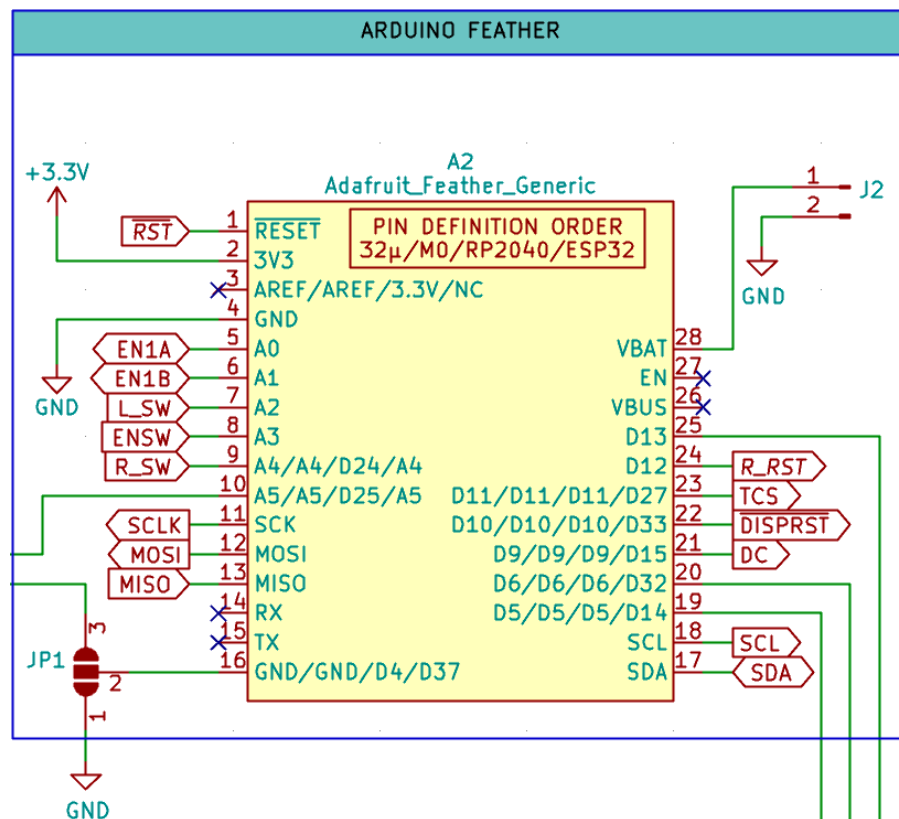 ARDUINO FEATHER
A2
Adafruit_Feather_Generic
+3.3V
PIN DEFINITION ORDER
32µ/M0/RP2040/ESP32
RST
1
RESET
2
3V3
3
AREF/AREF/3.3V/NC
4
GND
GND
EN1A
5
A0
EN1B
6
A1
L_SW
7
A2
ENSW
8
A3
R_SW
9
A4/A4/D24/A4
10
A5/A5/D25/A5
SCLK
11
SCK
MOSI
12
MOSI
MISO
13
MISO
14
RX
15
TX
16
GND/GND/D4/D37
JP1
3
2
1
GND
1
2
J2
GND
VBAT
28
EN
27
VBUS
26
D13
25
D12
24
R_RST
D11/D11/D11/D27
23
TCS
D10/D10/D10/D33
22
DISPRST
D9/D9/D9/D15
21
DC
D6/D6/D6/D32
20
D5/D5/D5/D14
19
SCL
18
SCL
SDA
17
SDA